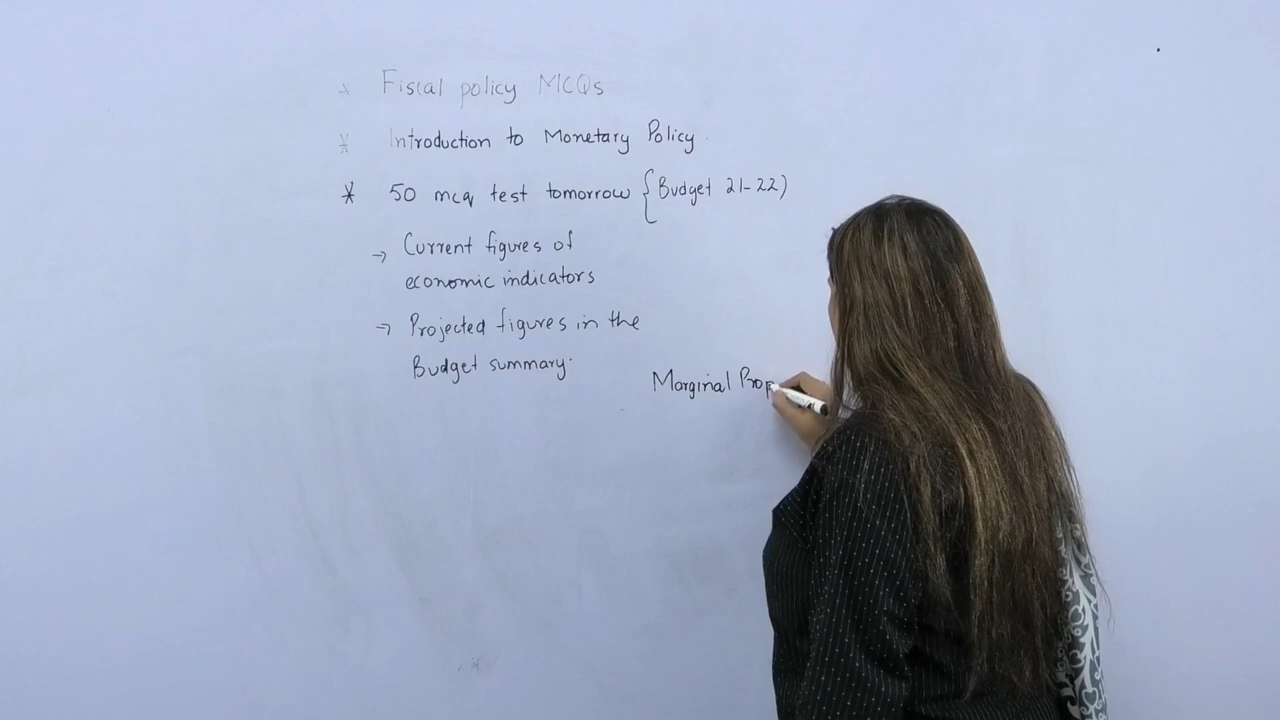 * Fiscal policy MCQs
* Introduction to Monetary Policy.
* 50 mcq test tomorrow {Budget 21-22)
→ Current figures of
economic indicators
→ Projected figures in the
Budget summary.
Marginal Prop